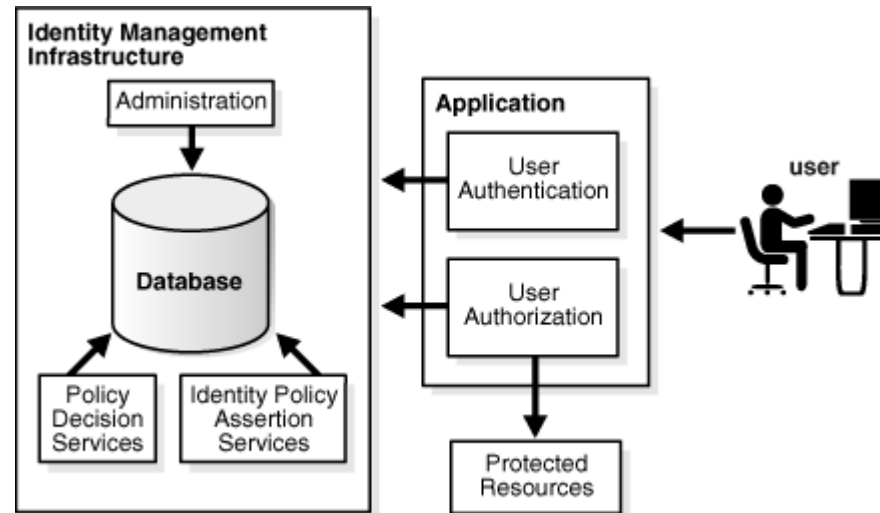 Identity Management
Infrastructure
Administration
Database
Policy
Decision
Services
Identity Policy
Assertion
Services
Application
User
Authentication
User
Authorization
Protected
Resources
user